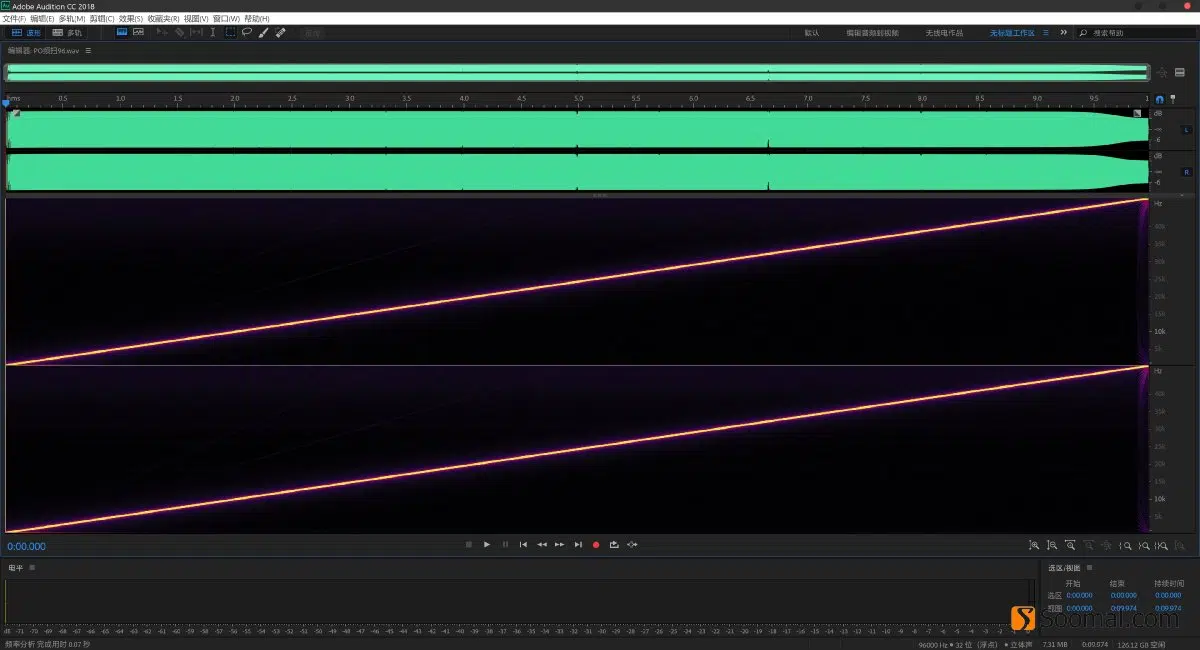 Adobe Audition CC 2018
文件(F) 编辑(E) 多轨(M) 剪辑(C) 效果(S) 收藏夹(R) 视图(V) 窗口(W) 帮助(H)
波形 多轨 默认 编辑音频到视频 无线电作品 无标题工作区 搜索帮助
编辑器: PO频扫96.wav
hms 0.5 1.0 1.5 2.0 2.5 3.0 3.5 4.0 4.5 5.0 5.5 6.0 6.5 7.0 7.5 8.0 8.5 9.0 9.5 1
dB
-∞ L
-6
dB
-∞ R
-6
Hz
40k
35k
30k
25k
20k
15k
10k
5k
Hz
40k
35k
30k
25k
20k
15k
10k
5k
0:00.000
电平
选区/视图
开始 结束 持续时间
选区 0:00.000 0:00.000 0:00.000
视图 0:00.000 0:09.974 0:09.974
Soomal.com
dB -71 -70 -69 -68 -67 -66 -65 -64 -63 -62 -61 -60 -59 -58 -57 -56 -55 -54 -53 -52 -51 -50 -49 -48 -47 -46 -45 -44 -43 -42 -41 -40 -39 -38 -37 -36 -35 -34 -33 -32 -31 -30 -29 -28 -27 -26 -25 -24 -23 -22 -21 -20 -19 -18 -17 -16 -15 -14 -13 -12 -11 -10 -9 -8 -7 -6 -5 -4 -3 -2 -1 0
频率分析 完成用时 0.07 秒 96000 Hz • 32 位 (浮点) • 立体声 7.31 MB 0:09.974 126.12 GB 空闲